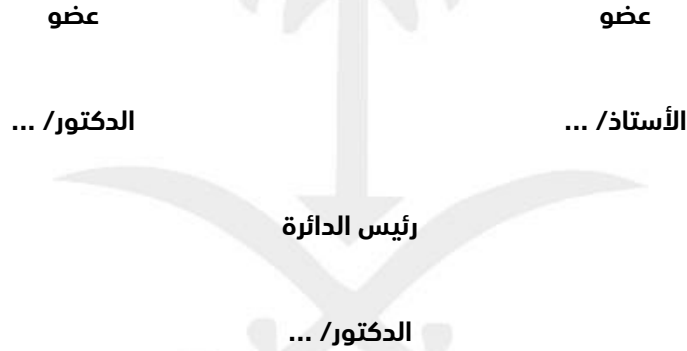 عضو عضو
الأستاذ/ ... الدكتور/ ...
رئيس الدائرة
الدكتور/ ...